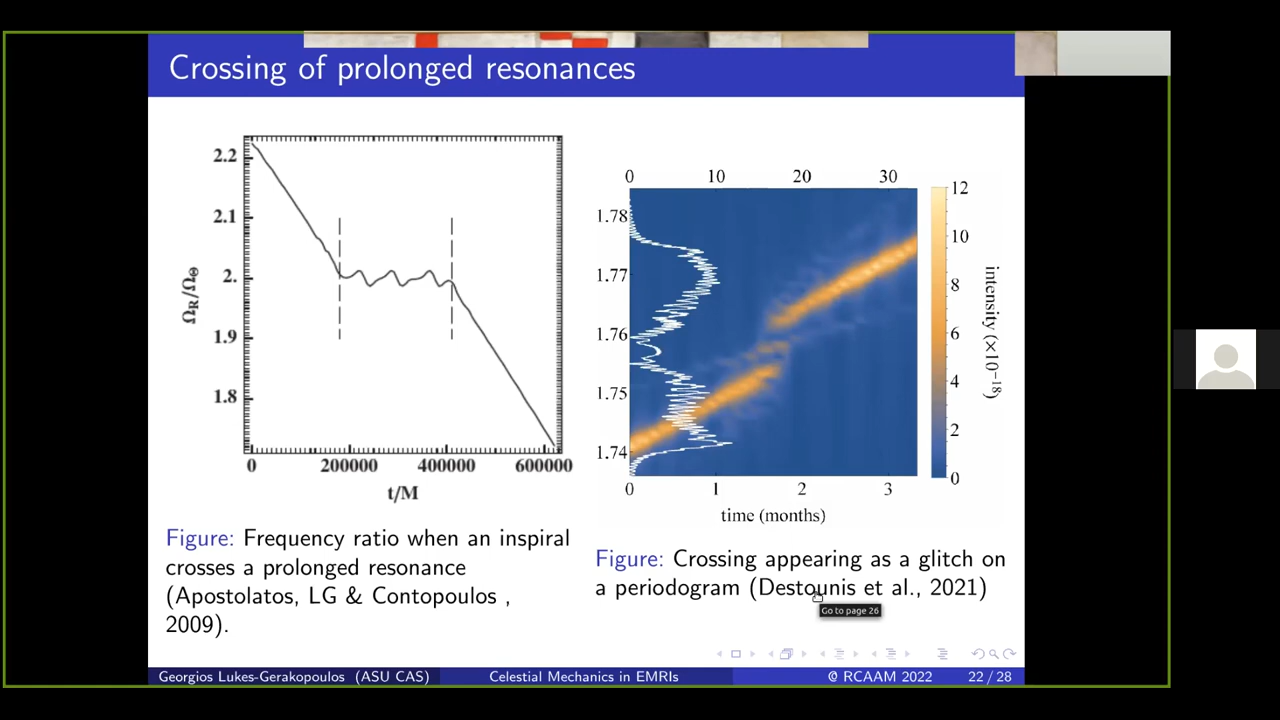 Crossing of prolonged resonances
2.2
2.1
2.
1.9
1.8
Ω_R/Ω_Θ
0 200000 400000 600000
t/M
Figure: Frequency ratio when an inspiral
crosses a prolonged resonance
(Apostolatos, LG & Contopoulos ,
2009).
0 10 20 30
1.78
1.77
1.76
1.75
1.74
0 1 2 3
time (months)
12
10
8
6
4
2
0
intensity (×10⁻¹⁸)
Figure: Crossing appearing as a glitch on
a periodogram (Destounis et al., 2021)
Go to page 26
Georgios Lukes-Gerakopoulos (ASU CAS) Celestial Mechanics in EMRIs @ RCAAM 2022 22 / 28